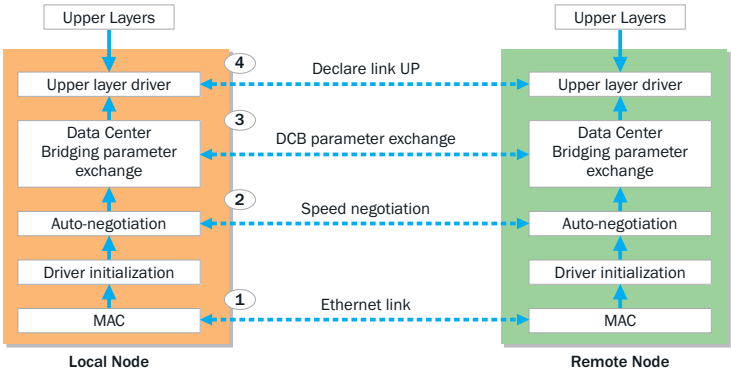 Upper Layers
Upper Layers
4
Declare link UP
Upper layer driver
Upper layer driver
3
Data Center
Bridging parameter
exchange
DCB parameter exchange
Data Center
Bridging parameter
exchange
2
Speed negotiation
Auto-negotiation
Auto-negotiation
Driver initialization
Driver initialization
1
Ethernet link
MAC
MAC
Local Node
Remote Node